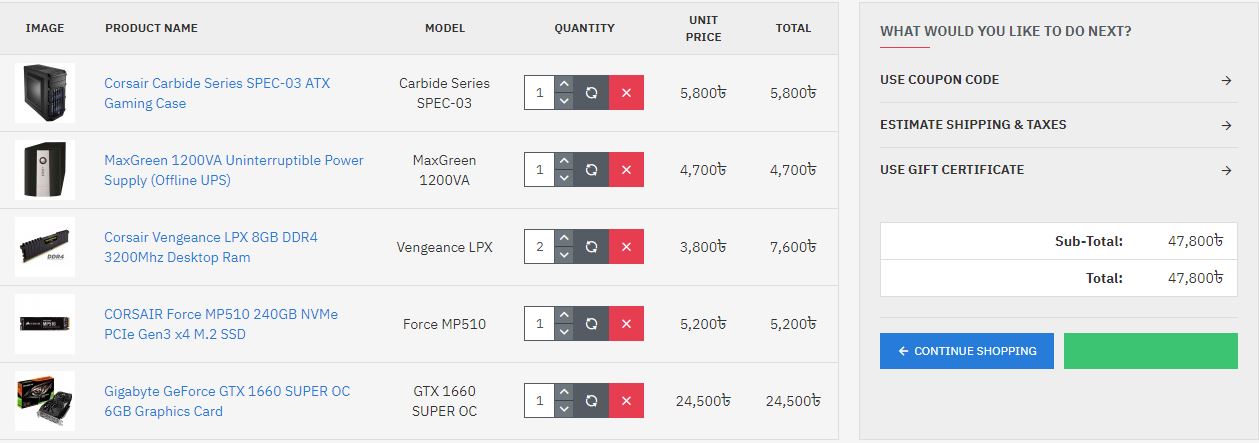 IMAGE
PRODUCT NAME
MODEL
QUANTITY
UNIT
PRICE
TOTAL
Corsair Carbide Series SPEC-03 ATX
Gaming Case
Carbide Series
SPEC-03
1
5,800৳
5,800৳
MaxGreen 1200VA Uninterruptible Power
Supply (Offline UPS)
MaxGreen
1200VA
1
4,700৳
4,700৳
DDR4
Corsair Vengeance LPX 8GB DDR4
3200Mhz Desktop Ram
Vengeance LPX
2
3,800৳
7,600৳
CORSAIR Force MP510 240GB NVMe
PCIe Gen3 x4 M.2 SSD
Force MP510
1
5,200৳
5,200৳
Gigabyte GeForce GTX 1660 SUPER OC
6GB Graphics Card
GTX 1660
SUPER OC
1
24,500৳
24,500৳
WHAT WOULD YOU LIKE TO DO NEXT?
USE COUPON CODE
ESTIMATE SHIPPING & TAXES
USE GIFT CERTIFICATE
Sub-Total: 47,800৳
Total: 47,800৳
CONTINUE SHOPPING